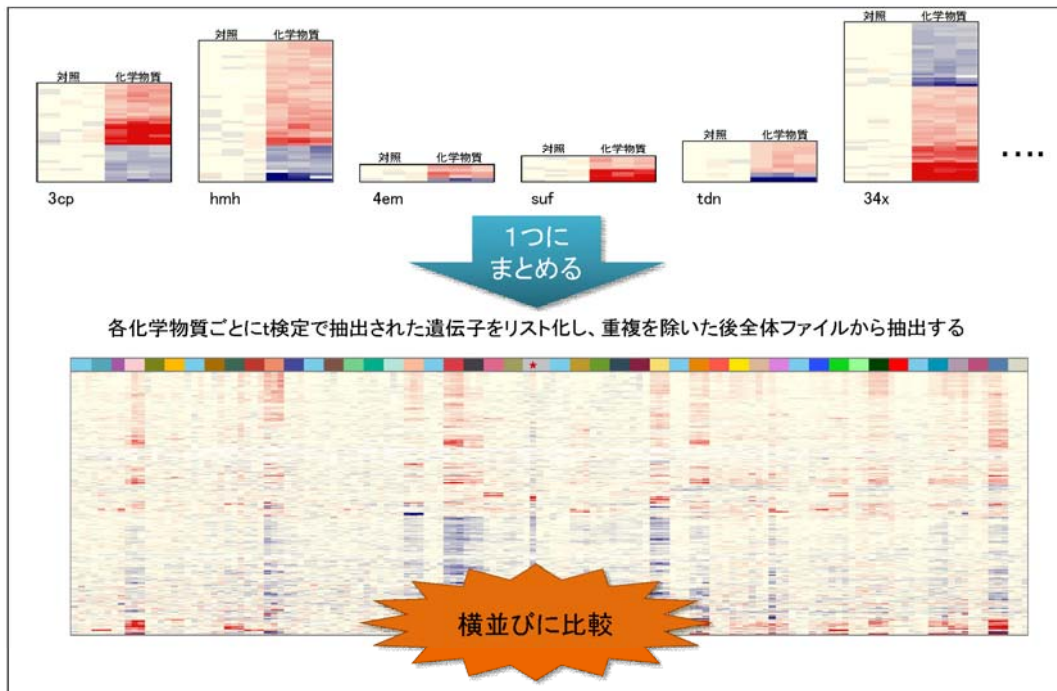 対照 化学物質
対照 化学物質
対照 化学物質
対照 化学物質
対照 化学物質
対照 化学物質
3cp
hmh
4em
suf
tdn
34x
‥‥
1つに
まとめる
各化学物質ごとにt検定で抽出された遺伝子をリスト化し、重複を除いた後全体ファイルから抽出する
横並びに比較